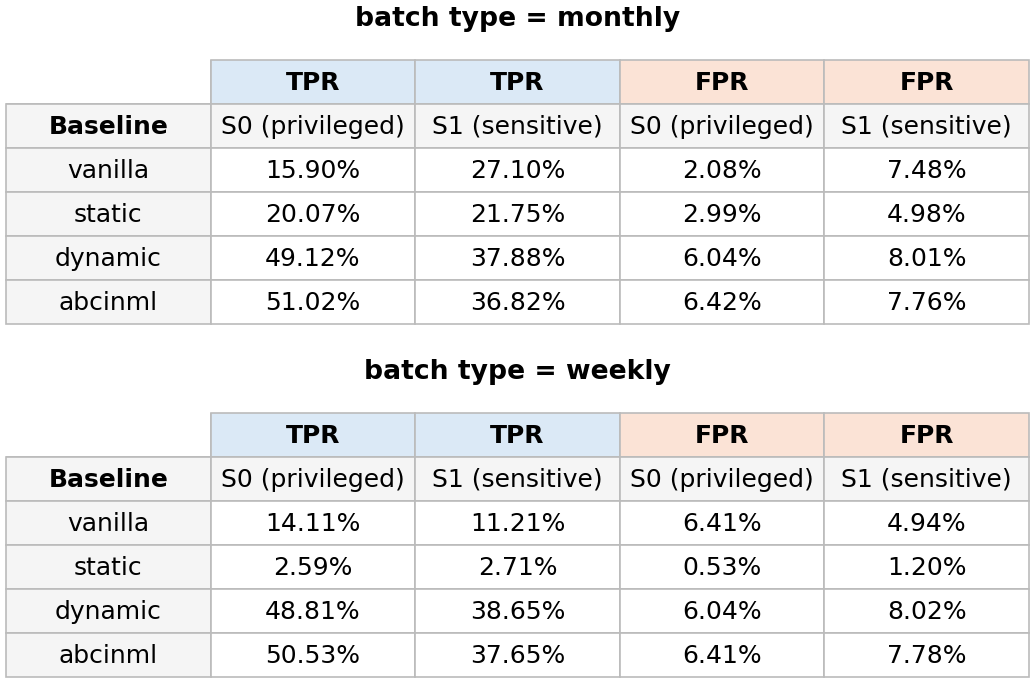 batch type = monthly
TPR TPR FPR FPR
Baseline S0 (privileged) S1 (sensitive) S0 (privileged) S1 (sensitive)
vanilla 15.90% 27.10% 2.08% 7.48%
static 20.07% 21.75% 2.99% 4.98%
dynamic 49.12% 37.88% 6.04% 8.01%
abcinml 51.02% 36.82% 6.42% 7.76%
batch type = weekly
TPR TPR FPR FPR
Baseline S0 (privileged) S1 (sensitive) S0 (privileged) S1 (sensitive)
vanilla 14.11% 11.21% 6.41% 4.94%
static 2.59% 2.71% 0.53% 1.20%
dynamic 48.81% 38.65% 6.04% 8.02%
abcinml 50.53% 37.65% 6.41% 7.78%